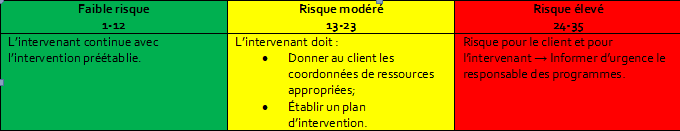 Faible risque
1-12
L'intervenant continue avec
l'intervention préétablie.
Risque modéré
13-23
L'intervenant doit :
• Donner au client les
coordonnées de ressources
appropriées;
• Établir un plan
d'intervention.
Risque élevé
24-35
Risque pour le client et pour
l'intervenant → Informer d'urgence le
responsable des programmes.